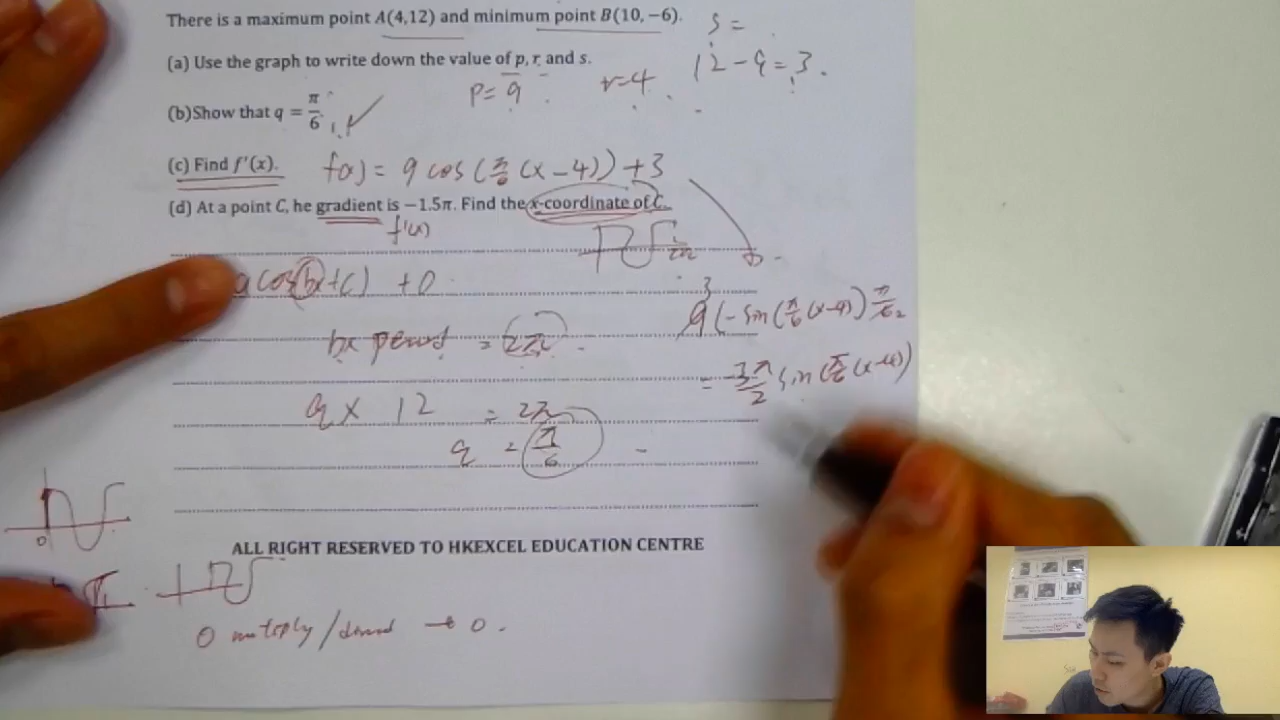 There is a maximum point A(4,12) and minimum point B(10, −6).
S =
(a) Use the graph to write down the value of p, r, and s.
12 - 9 = 3.
P = 9 r=4
(b)Show that q = π/6
(c) Find f'(x). f(x) = 9 cos (π/6 (x-4)) + 3
(d) At a point C, he gradient is −1.5π. Find the x-coordinate of C.
f'(x)
a cos(bx+c) + 0
9(-sin(π/6(x-4)) π/6
bx period = 2π
= -3π/2 sin(π/6(x-4))
q x 12 = 2π
q = π/6
0
ALL RIGHT RESERVED TO HKEXCEL EDUCATION CENTRE
0 multiply / → 0.